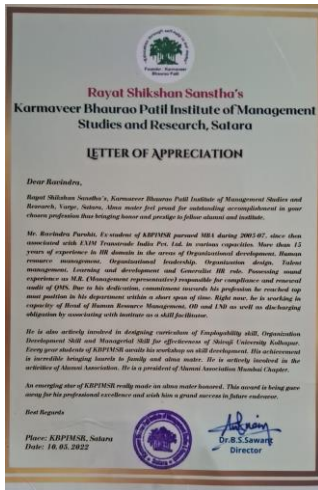 Rayat Shikshan Sanstha's
Karmaveer Bhaurao Patil Institute of Management
Studies and Research, Satara
LETTER OF APPRECIATION
Dear Ravindra,
Rayat Shikshan Sanstha's, Karmaveer Bhaurao Patil Institute of Management Studies and
Research, Varye, Satara, Alma mater feel proud for outstanding accomplishment in your
chosen profession thus bringing honor and prestige to fellow alumni and institute.
Mr. Ravindra Purohit, Ex-student of KBPIMSR pursued MBA during 2005-07, since then
associated with EXIM Transtrade India Pvt. Ltd. in various capacities. More than 15
years of experience in HR domain in the areas of Organizational development, Human
resource management, Organizational leadership, Organization design, Talent
management, Learning and development and Generalist HR role. Possessing sound
experience as M.R. (Management representative) responsible for compliance and renewal
audit of QMS. Due to his dedication, commitment towards his profession he reached top
most position in his department within a short span of time. Right now, he is working in
capacity of Head of Human Resource Management, OD and LND as well as discharging
obligation by associating with institute as a skill facilitator.
He is also actively involved in designing curriculum of Employability skill, Organization
Development Skill and Managerial Skill for effectiveness of Shivaji University Kolhapur.
Every year students of KBPIMSR awaits his workshop on skill development. His achievement
is incredible bringing laurels to family and alma mater. He is actively involved in the
activities of Alumni Association. He is a president of Alumni Association Mumbai Chapter.
An emerging star of KBPIMSR really made an alma mater honored. This award is being gave
away for his professional excellence and wish him a grand success in future endeavor.
Best Regards
Place: KBPIMSR, Satara
Date: 10.05.2022
Dr.B.S.Sawant
Director